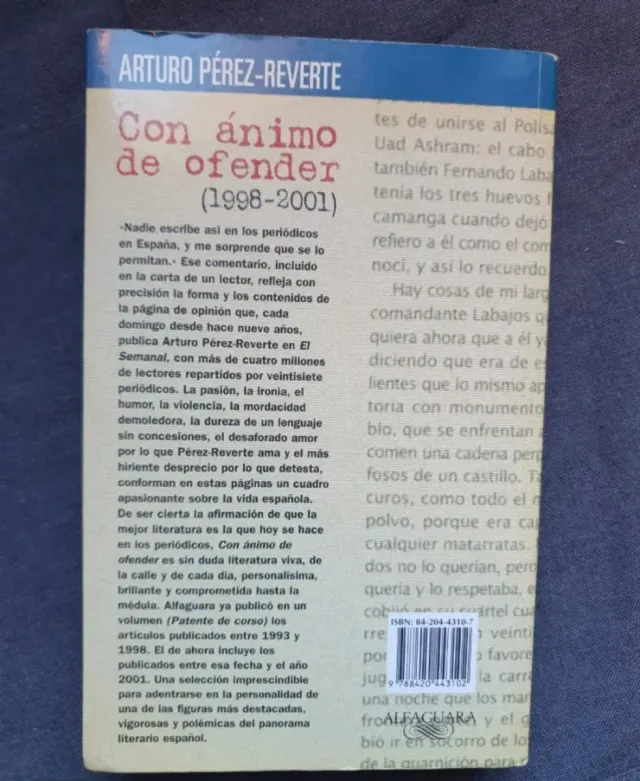 ARTURO PÉREZ-REVERTE
Con ánimo
de ofender
(1998-2001)
«Nadie escribe así en los periódicos
en España, y me sorprende que se lo
permitan.» Ese comentario, incluido
en la carta de un lector, refleja con
precisión la forma y los contenidos de
la página de opinión que, cada
domingo desde hace nueve años,
publica Arturo Pérez-Reverte en El
Semanal, con más de cuatro millones
de lectores repartidos por veintisiete
periódicos. La pasión, la ironía, el
humor, la violencia, la mordacidad
demoledora, la dureza de un lenguaje
sin concesiones, el desaforado amor
por lo que Pérez-Reverte ama y el más
hiriente desprecio por lo que detesta,
conforman en estas páginas un cuadro
apasionante sobre la vida española.
De ser cierta la afirmación de que la
mejor literatura es la que hoy se hace
en los periódicos, Con ánimo de
ofender es sin duda literatura viva, de
la calle y de cada día, personalísima,
brillante y comprometida hasta la
médula. Alfaguara ya publicó en un
volumen (Patente de corso) los
artículos publicados entre 1993 y
1998. El de ahora incluye los
publicados entre esa fecha y el año
2001. Una selección imprescindible
para adentrarse en la personalidad de
una de las figuras más destacadas,
vigorosas y polémicas del panorama
literario español.
tes de unirse al Polis
Uad Ashram: el cabo
también Fernando Laba
tenía los tres huevos
camanga cuando dejó
refiero a él como el com
nocí, y así lo recuerdo.
Hay cosas de mi larg
comandante Labajos q
quiera ahora que a él y
diciendo que era de es
lientes que lo mismo ap
toria con monumento
blo, que se enfrentan a
comen una cadena perp
fosos de un castillo. Ta
curos, como todo el m
polvo, porque era cap
cualquier matarratas.
dos no lo querían, pero
quería y lo respetaba, e
cobijó en su cuartel cua
rre
veinti
por
favore
jug
la carr
una noche que los mar
fro
y el g
bió ir en socorro de lo
de la guarnición para
ISBN: 84-204-4310-7
9 788420 443102
ALFAGUARA